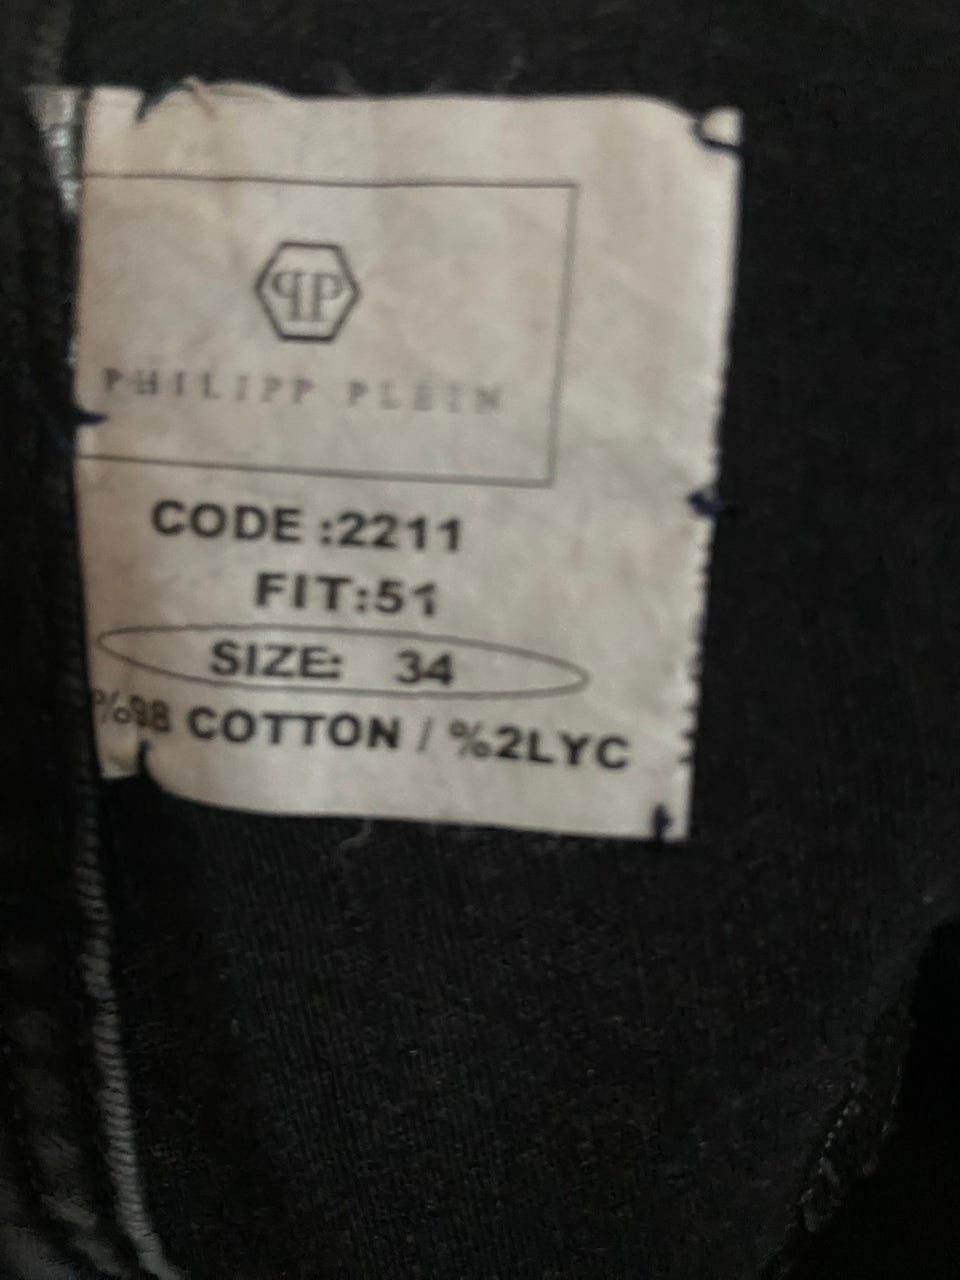 PP
PHILIPP PLEIN
CODE :2211
FIT:51
SIZE: 34
%98 COTTON / %2LYC